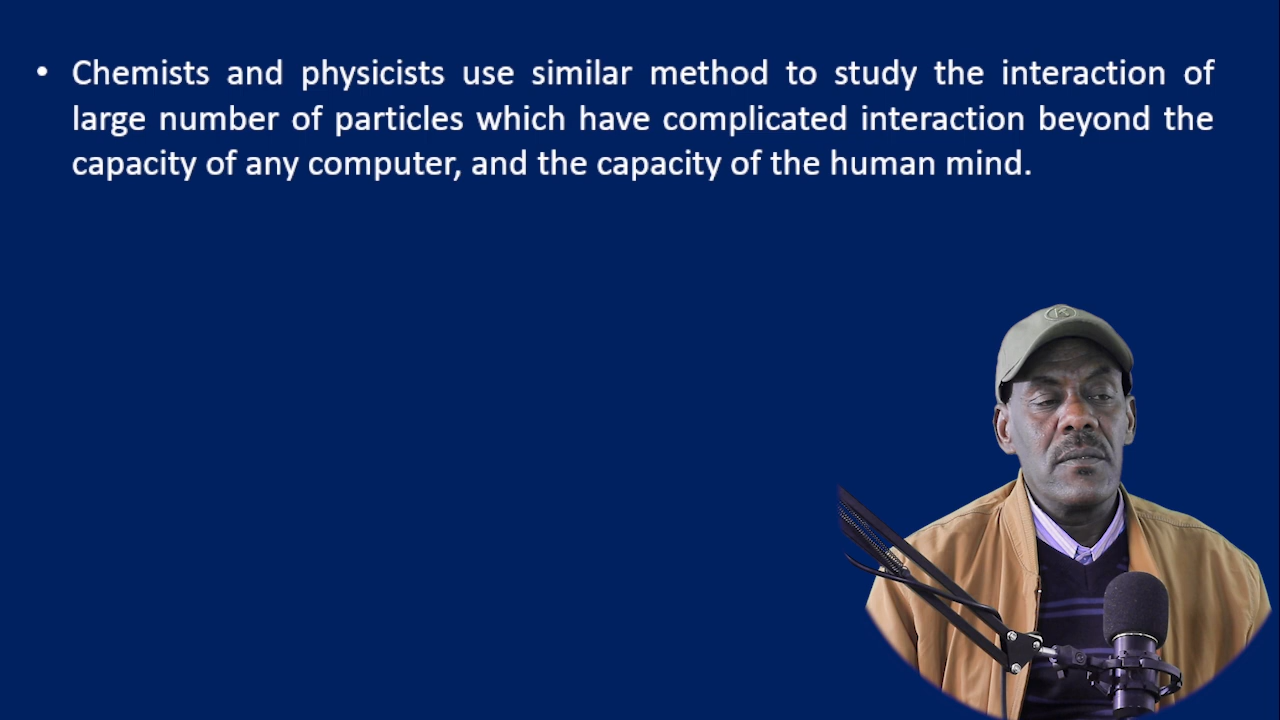 • Chemists and physicists use similar method to study the interaction of
large number of particles which have complicated interaction beyond the
capacity of any computer, and the capacity of the human mind.